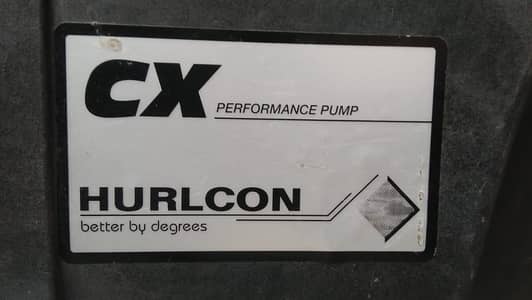 CX PERFORMANCE PUMP
HURLCON
better by degrees